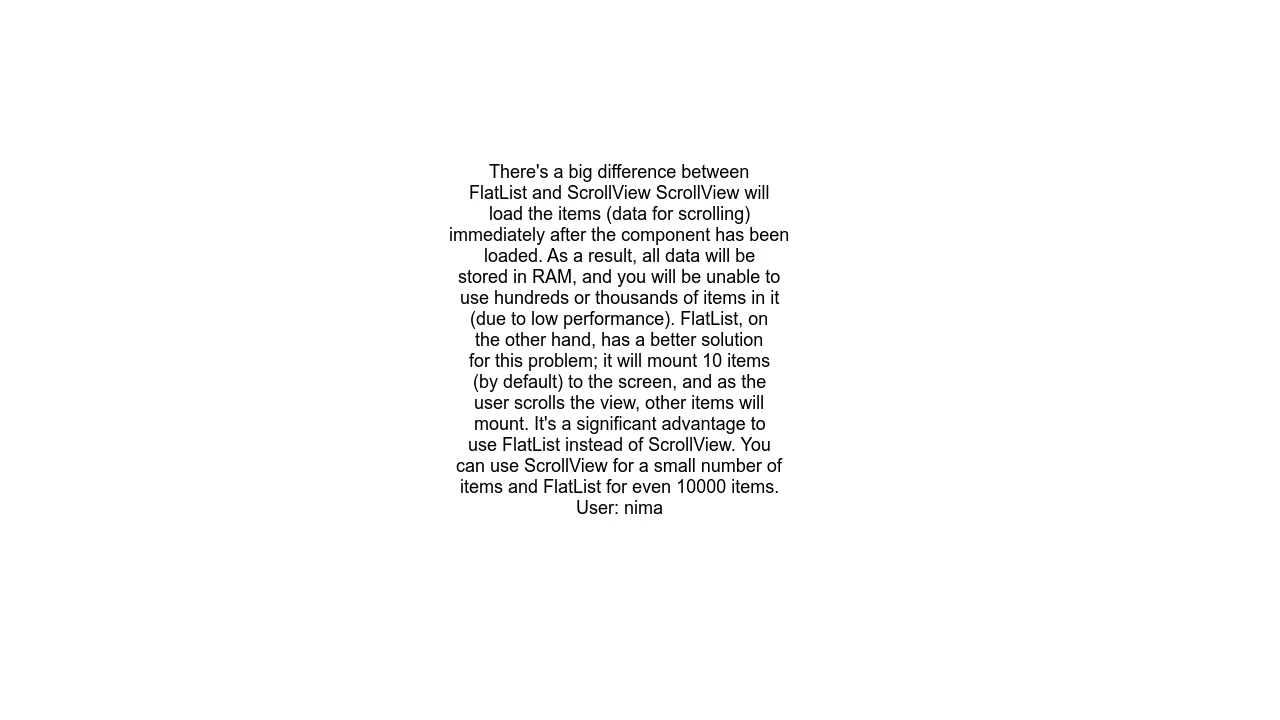 There's a big difference between
FlatList and ScrollView ScrollView will
load the items (data for scrolling)
immediately after the component has been
loaded. As a result, all data will be
stored in RAM, and you will be unable to
use hundreds or thousands of items in it
(due to low performance). FlatList, on
the other hand, has a better solution
for this problem; it will mount 10 items
(by default) to the screen, and as the
user scrolls the view, other items will
mount. It's a significant advantage to
use FlatList instead of ScrollView. You
can use ScrollView for a small number of
items and FlatList for even 10000 items.
User: nima